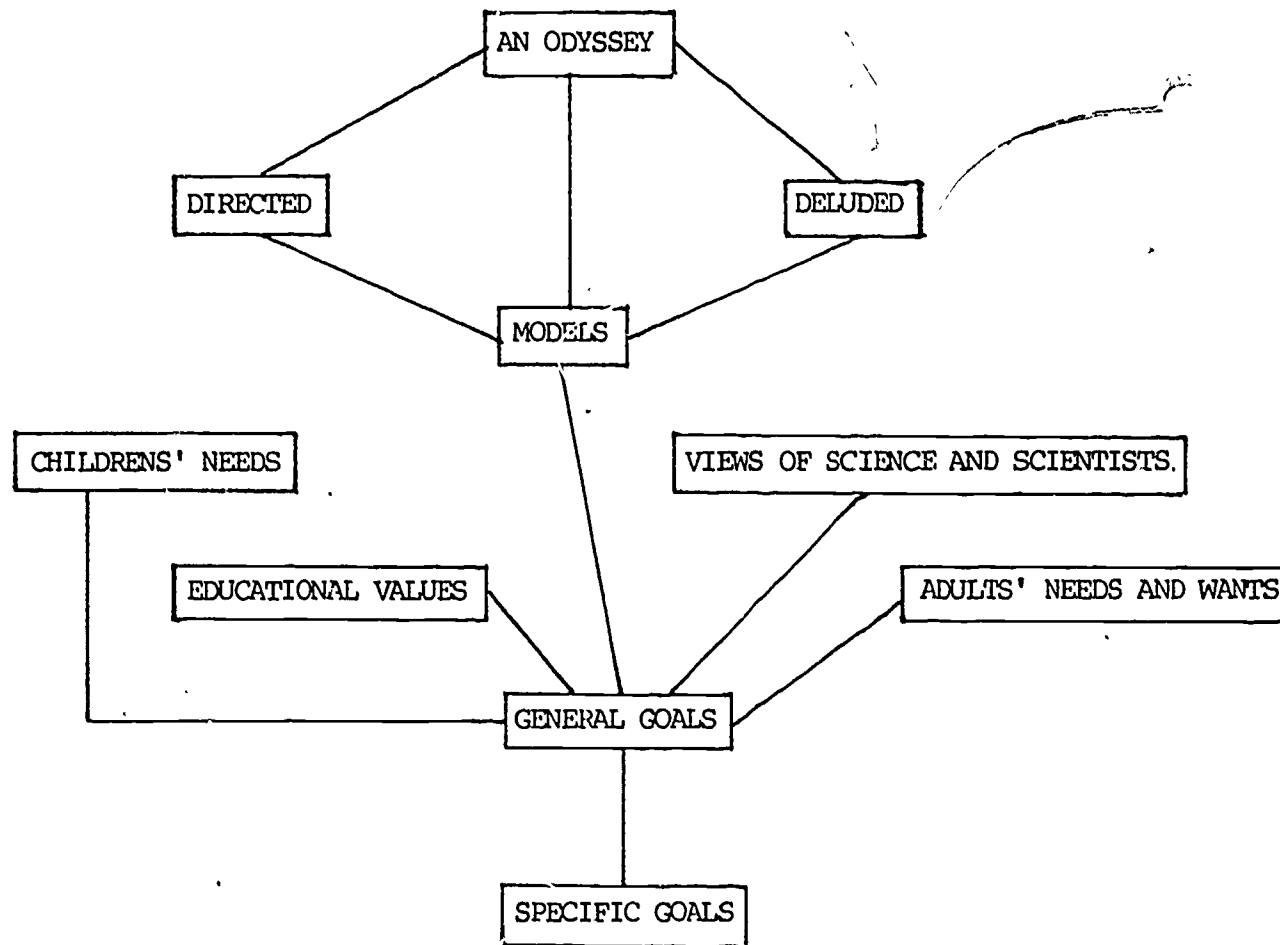 AN ODYSSEY
DIRECTED
DELUDED
MODELS
CHILDRENS' NEEDS
VIEWS OF SCIENCE AND SCIENTISTS.
EDUCATIONAL VALUES
ADULTS' NEEDS AND WANTS
GENERAL GOALS
SPECIFIC GOALS